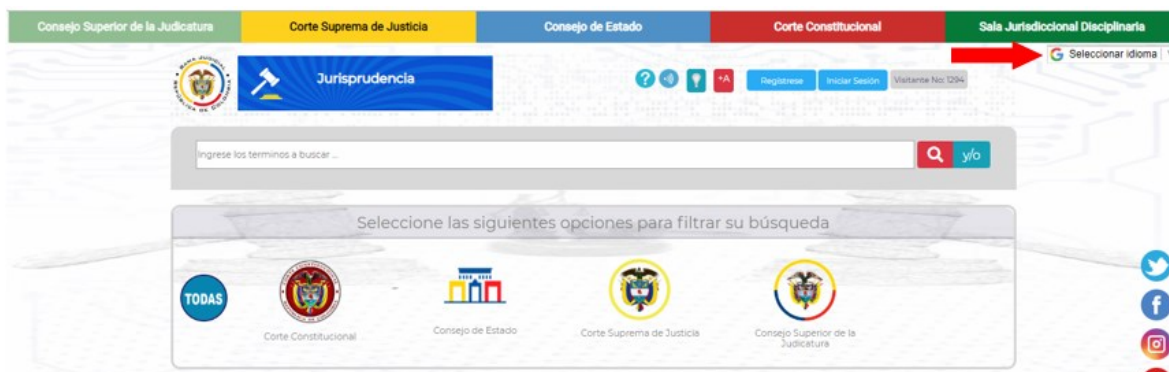 Consejo Superior de la Judicatura
Corte Suprema de Justicia
Consejo de Estado
Corte Constitucional
Sala Jurisdiccional Disciplinaria
G Seleccionar idioma
Jurisprudencia
?
+A
Regístrese
Iniciar Sesión
Visitante No: 1294
Ingrese los terminos a buscar ...
y/o
Seleccione las siguientes opciones para filtrar su búsqueda
TODAS
Corte Constitucional
Consejo de Estado
Corte Suprema de Justicia
Consejo Superior de la
Judicatura